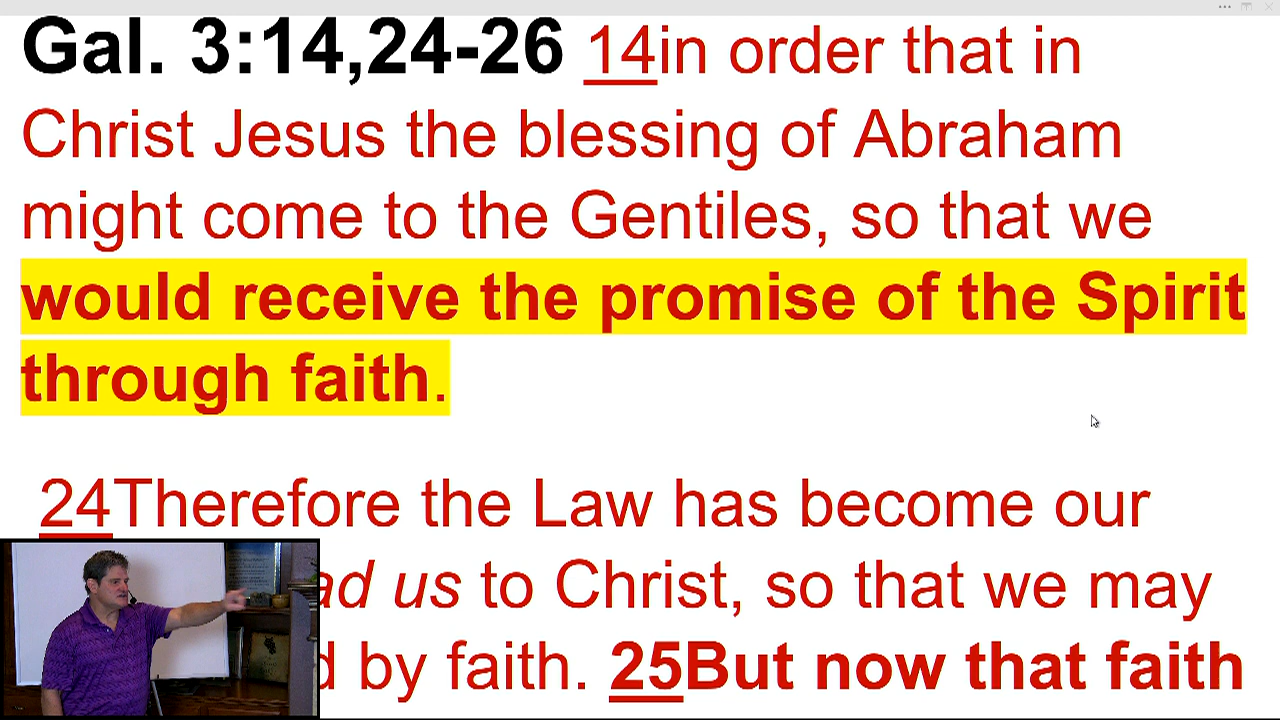 Gal. 3:14,24-26 14in order that in
Christ Jesus the blessing of Abraham
might come to the Gentiles, so that we
would receive the promise of the Spirit
through faith.
24Therefore the Law has become our
ad us to Christ, so that we may
d by faith. 25But now that faith